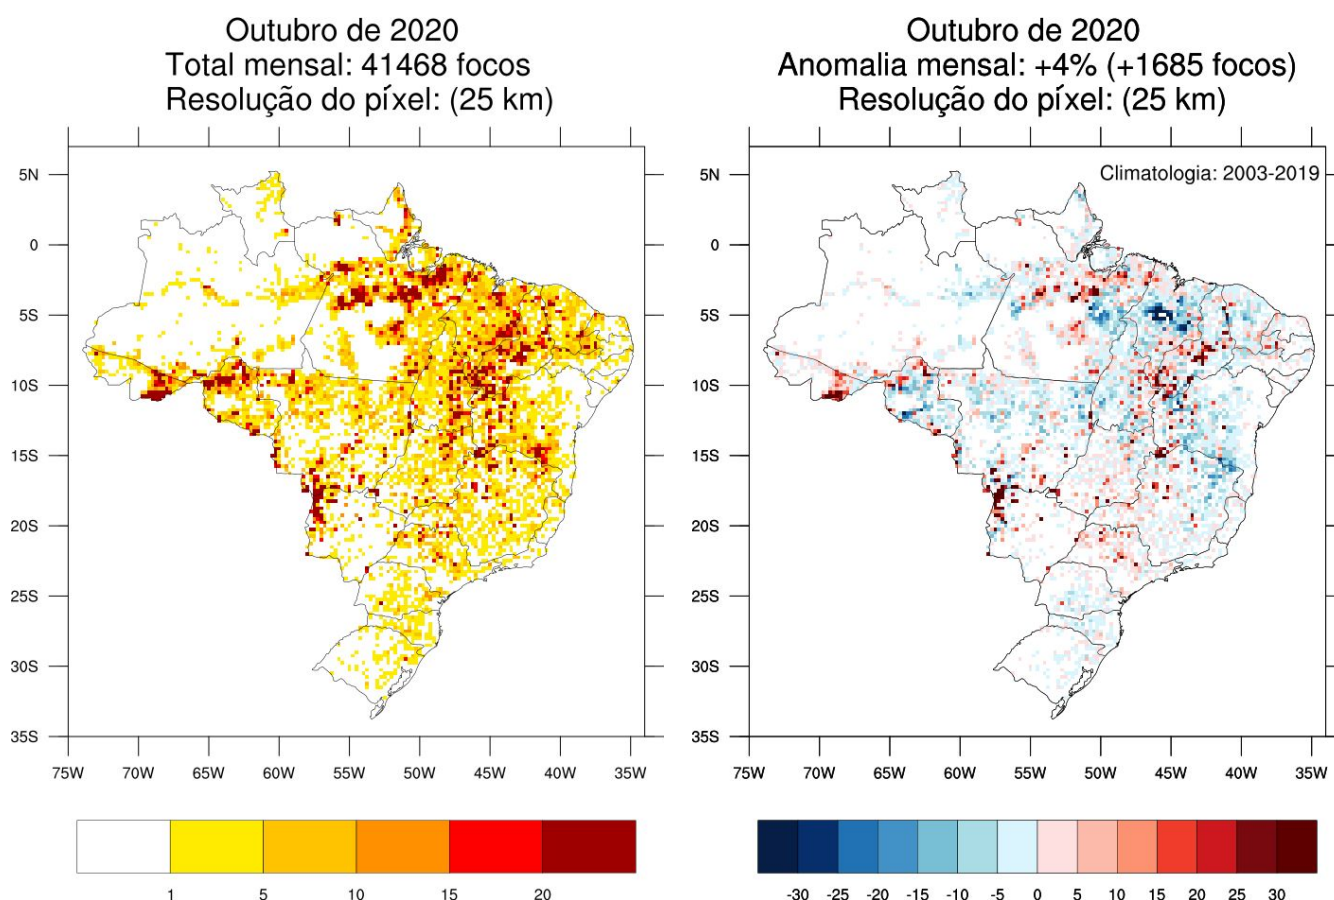 Outubro de 2020
Total mensal: 41468 focos
Resolução do píxel: (25 km)
5N
0
5S
10S
15S
20S
25S
30S
35S
75W 70W 65W 60W 55W 50W 45W 40W 35W
1 5 10 15 20
Outubro de 2020
Anomalia mensal: +4% (+1685 focos)
Resolução do píxel: (25 km)
Climatologia: 2003-2019
5N
0
5S
10S
15S
20S
25S
30S
35S
75W 70W 65W 60W 55W 50W 45W 40W 35W
-30 -25 -20 -15 -10 -5 0 5 10 15 20 25 30